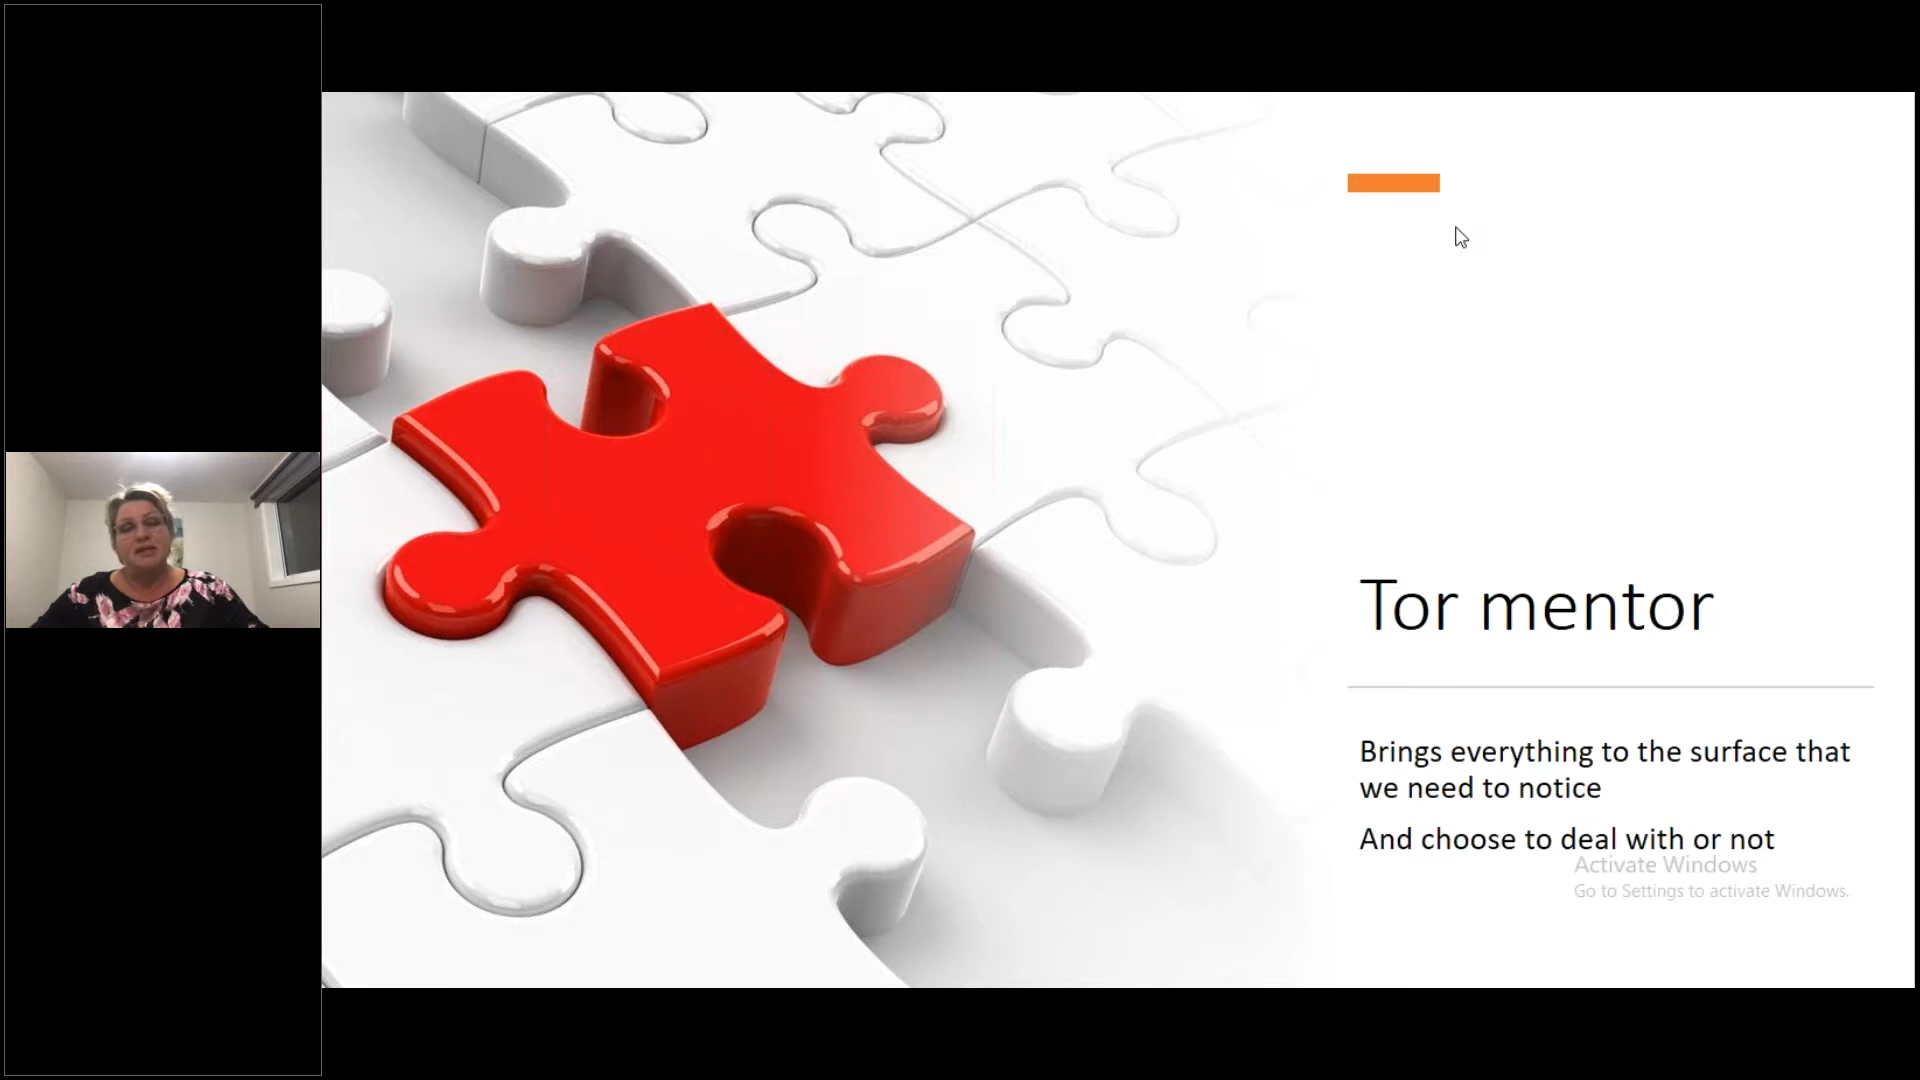 Tor mentor
Brings everything to the surface that
we need to notice
And choose to deal with or not
Activate Windows
Go to Settings to activate Windows.